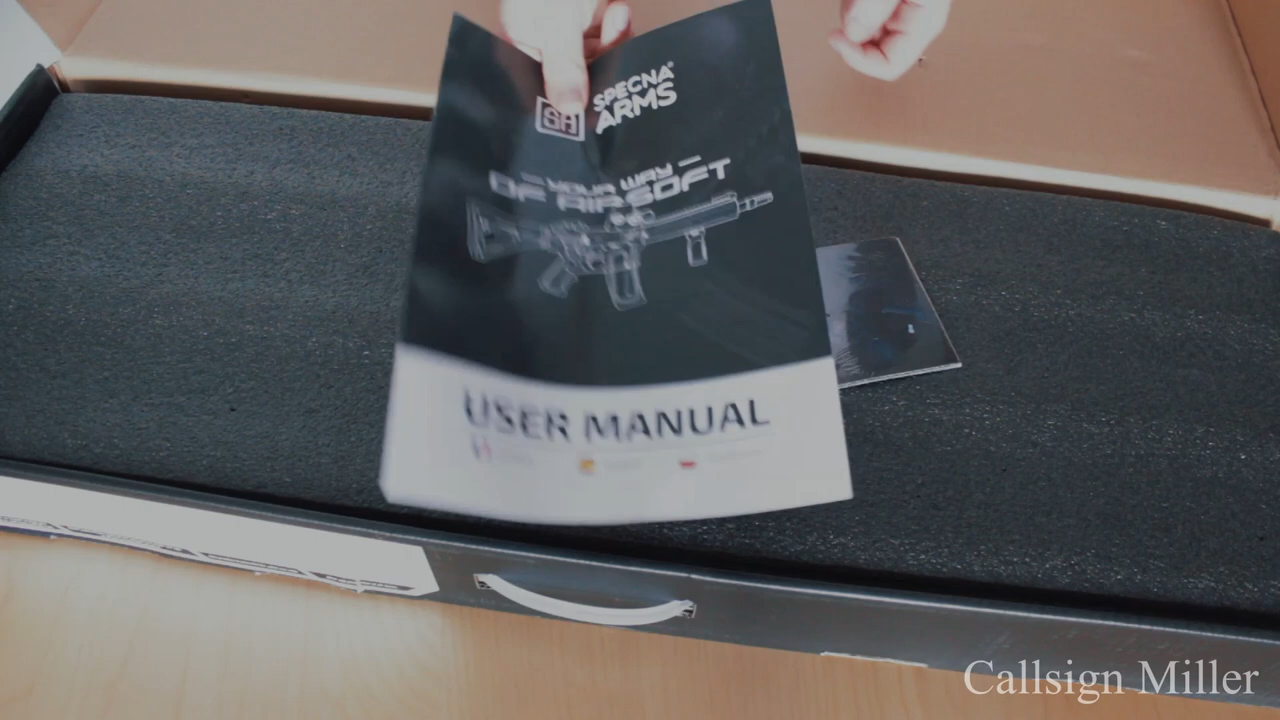 SA
SPECNA
ARMS
YOUR WAY
OF AIRSOFT
USER MANUAL
Callsign Miller